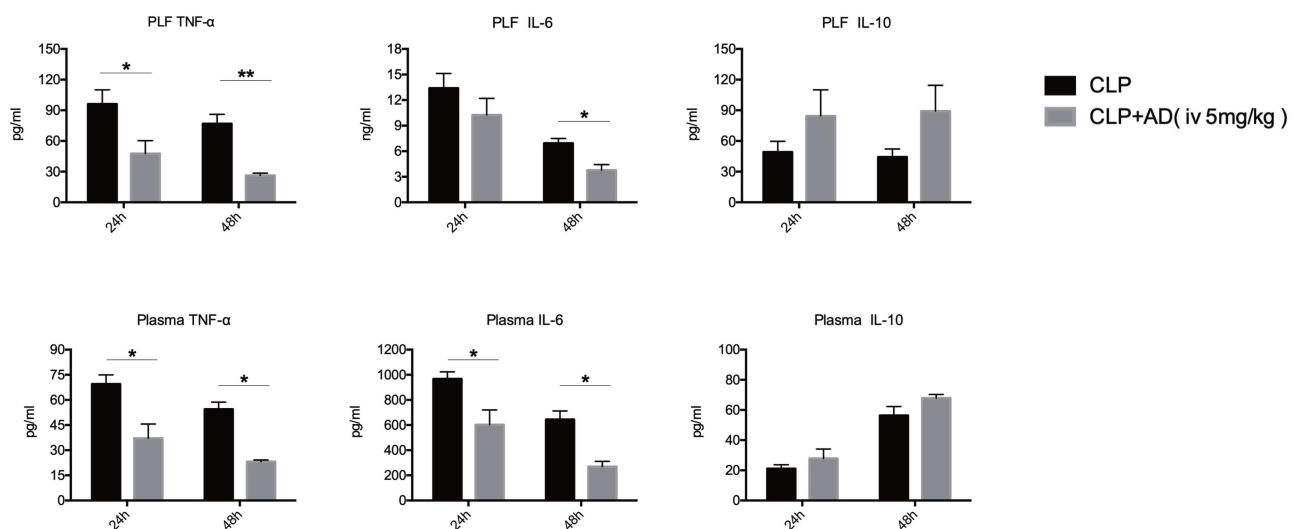 PLF TNF-α
pg/ml
150
120
90
60
30
0
*
**
24h
48h
PLF IL-6
ng/ml
18
15
12
9
6
3
0
*
24h
48h
PLF IL-10
pg/ml
150
120
90
60
30
0
24h
48h
CLP
CLP+AD( iv 5mg/kg )
Plasma TNF-α
pg/ml
90
75
60
45
30
15
0
*
*
24h
48h
Plasma IL-6
pg/ml
1200
1000
800
600
400
200
0
*
*
24h
48h
Plasma IL-10
pg/ml
100
80
60
40
20
0
24h
48h